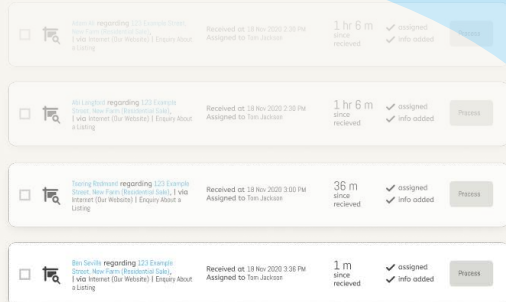 regarding 123 Example Street,
New Farm (Residential Sale),
| via Internet (Our Website) | Enquiry About
a Listing
Received at 18 Nov 2020 2:30 PM
Assigned to Tom Jackson
1 hr 6 m
since
recieved
assigned
info added
Process
Abi Langford regarding 123 Example
Street, New Farm (Residential Sale),
| via Internet (Our Website) | Enquiry About
a Listing
Received at 18 Nov 2020 2:30 PM
Assigned to Tom Jackson
1 hr 6 m
since
recieved
assigned
info added
Process
Tsering Redmond regarding 123 Example
Street, New Farm (Residential Sale), | via
Internet (Our Website) | Enquiry About a
Listing
Received at 18 Nov 2020 3:00 PM
Assigned to Tom Jackson
36 m
since
recieved
assigned
info added
Process
Ben Seville regarding 123 Example
Street, New Farm (Residential Sale),
| via Internet (Our Website) | Enquiry About
a Listing
Received at 18 Nov 2020 3:36 PM
Assigned to Tom Jackson
1 m
since
recieved
assigned
info added
Process